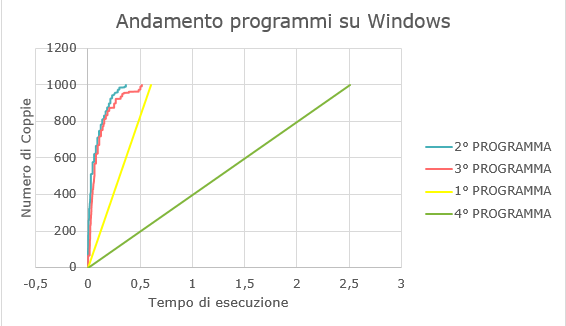 Andamento programmi su Windows
1200
1000
800
600
400
200
0
Numero di Coppie
-0,5 0 0,5 1 1,5 2 2,5 3
Tempo di esecuzione
2° PROGRAMMA
3° PROGRAMMA
1° PROGRAMMA
4° PROGRAMMA